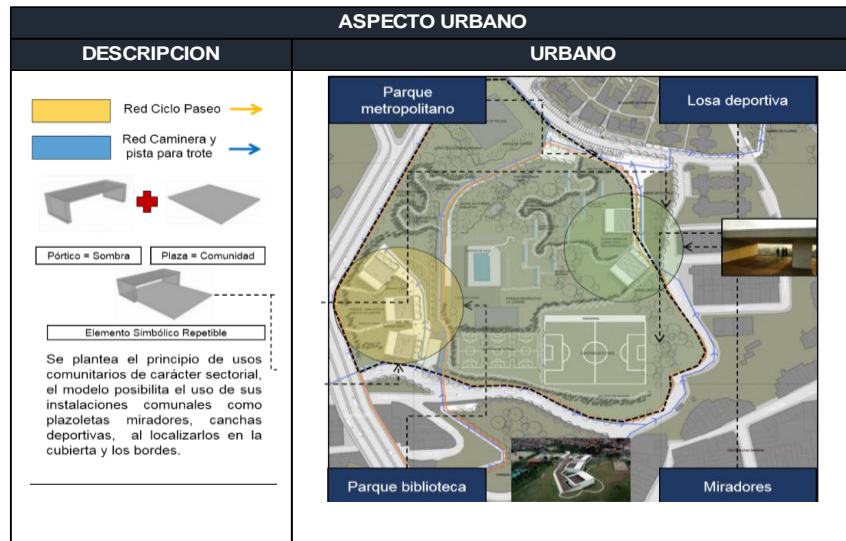 ASPECTO URBANO
DESCRIPCION
URBANO
Red Ciclo Paseo
Red Caminera y
pista para trote
Pórtico = Sombra
Plaza = Comunidad
Elemento Simbólico Repetible
Se plantea el principio de usos
comunitarios de carácter sectorial,
el modelo posibilita el uso de sus
instalaciones comunales como
plazoletas miradores, canchas
deportivas, al localizarlos en la
cubierta y los bordes.
Parque
metropolitano
Losa deportiva
Parque biblioteca
Miradores